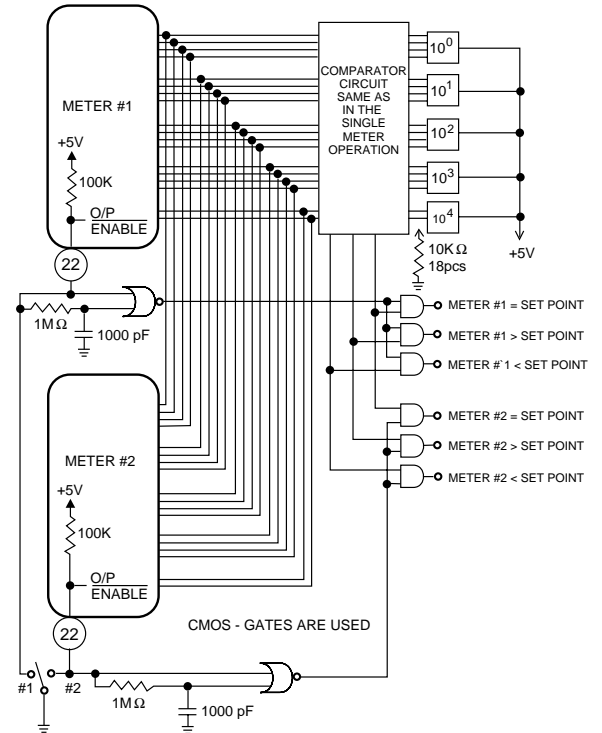 METER #1
+5V
100K
O/P
ENABLE
22
1MΩ
1000 pF
COMPARATOR
CIRCUIT
SAME AS
IN THE
SINGLE
METER
OPERATION
10⁰
10¹
10²
10³
10⁴
+5V
10KΩ
18pcs
METER #1 = SET POINT
METER #1 > SET POINT
METER #`1 < SET POINT
METER #2 = SET POINT
METER #2 > SET POINT
METER #2 < SET POINT
METER #2
+5V
100K
O/P
ENABLE
22
CMOS - GATES ARE USED
#1
#2
1MΩ
1000 pF